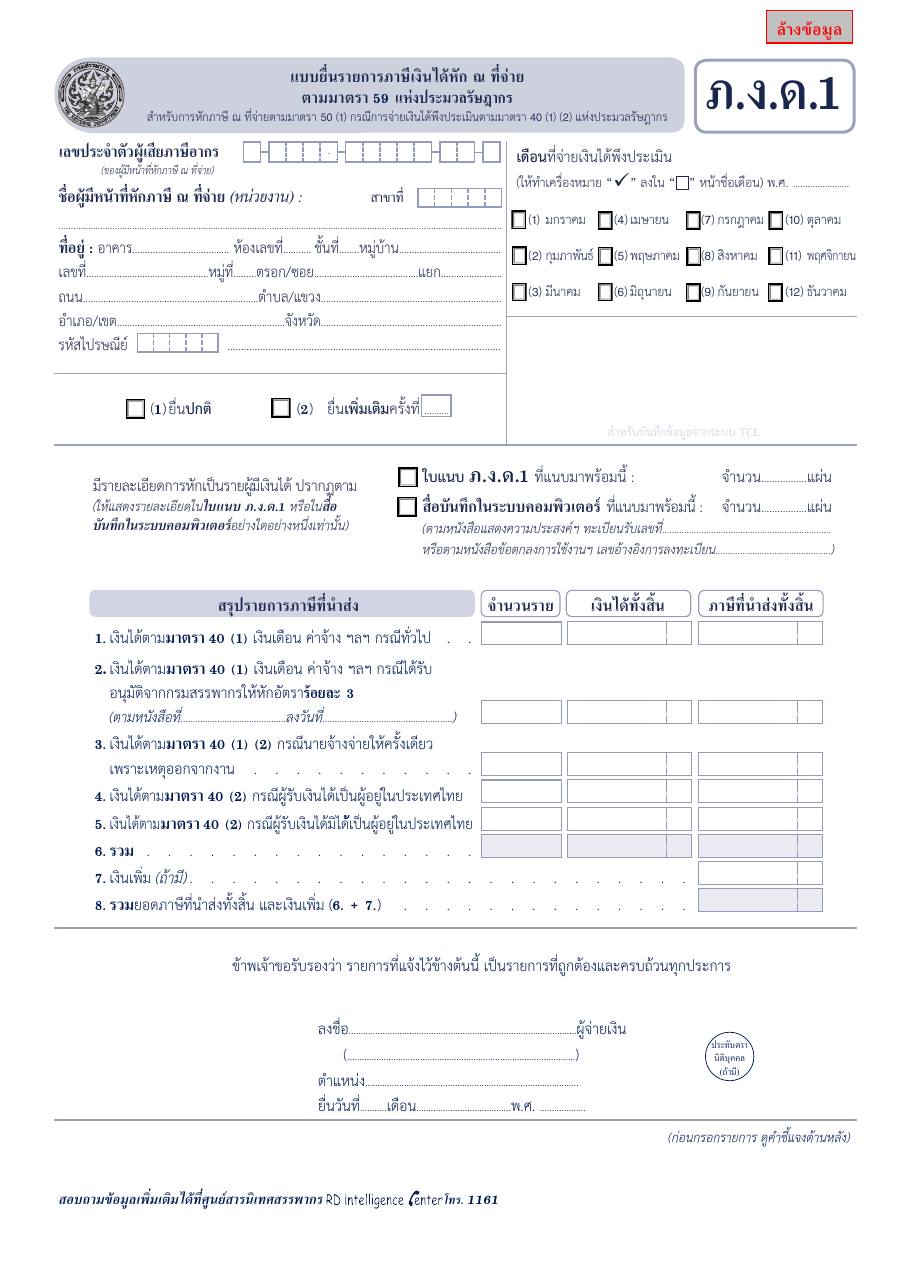 ล้างข้อมูล
แบบยื่นรายการภาษีเงินได้หัก ณ ที่จ่าย
ตามมาตรา 59 แห่งประมวลรัษฎากร
สำหรับการหักภาษี ณ ที่จ่ายตามมาตรา 50 (1) กรณีการจ่ายเงินได้พึงประเมินตามมาตรา 40 (1) (2) แห่งประมวลรัษฎากร
ภ.ง.ด.1
เลขประจำตัวผู้เสียภาษีอากร
(ของผู้มีหน้าที่หักภาษี ณ ที่จ่าย)
ชื่อผู้มีหน้าที่หักภาษี ณ ที่จ่าย (หน่วยงาน) : สาขาที่
ที่อยู่ : อาคาร........ห้องเลขที่........ชั้นที่......หมู่บ้าน........
เลขที่........หมู่ที่........ตรอก/ซอย........แยก........
ถนน........ตำบล/แขวง........
อำเภอ/เขต........จังหวัด........
รหัสไปรษณีย์ ........
(1) ยื่นปกติ (2) ยื่นเพิ่มเติมครั้งที่........
เดือนที่จ่ายเงินได้พึงประเมิน
(ให้ทำเครื่องหมาย “✓” ลงใน “☐” หน้าชื่อเดือน) พ.ศ. ........
(1) มกราคม (4) เมษายน (7) กรกฎาคม (10) ตุลาคม
(2) กุมภาพันธ์ (5) พฤษภาคม (8) สิงหาคม (11) พฤศจิกายน
(3) มีนาคม (6) มิถุนายน (9) กันยายน (12) ธันวาคม
สำหรับบันทึกข้อมูลจากระบบ TCL
มีรายละเอียดการหักเป็นรายผู้มีเงินได้ ปรากฏตาม
(ให้แสดงรายละเอียดในใบแนบ ภ.ง.ด.1 หรือในสื่อ
บันทึกในระบบคอมพิวเตอร์อย่างใดอย่างหนึ่งเท่านั้น)
ใบแนบ ภ.ง.ด.1 ที่แนบมาพร้อมนี้ : จำนวน........แผ่น
สื่อบันทึกในระบบคอมพิวเตอร์ ที่แนบมาพร้อมนี้ : จำนวน........แผ่น
(ตามหนังสือแสดงความประสงค์ฯ ทะเบียนรับเลขที่........
หรือตามหนังสือข้อตกลงการใช้งานฯ เลขอ้างอิงการลงทะเบียน........)
สรุปรายการภาษีที่นำส่ง จำนวนราย เงินได้ทั้งสิ้น ภาษีที่นำส่งทั้งสิ้น
1. เงินได้ตามมาตรา 40 (1) เงินเดือน ค่าจ้าง ฯลฯ กรณีทั่วไป . .
2. เงินได้ตามมาตรา 40 (1) เงินเดือน ค่าจ้าง ฯลฯ กรณีได้รับ
อนุมัติจากกรมสรรพากรให้หักอัตราร้อยละ 3
(ตามหนังสือที่........ลงวันที่........)
3. เงินได้ตามมาตรา 40 (1) (2) กรณีนายจ้างจ่ายให้ครั้งเดียว
เพราะเหตุออกจากงาน . . . . . . . .
4. เงินได้ตามมาตรา 40 (2) กรณีผู้รับเงินได้เป็นผู้อยู่ในประเทศไทย
5. เงินได้ตามมาตรา 40 (2) กรณีผู้รับเงินได้มิได้เป็นผู้อยู่ในประเทศไทย
6. รวม . . . . . . . . . . .
7. เงินเพิ่ม (ถ้ามี). . . . . . . . . . . . . . . .
8. รวมยอดภาษีที่นำส่งทั้งสิ้น และเงินเพิ่ม (6. + 7.) . . . . . . . . . .
ข้าพเจ้าขอรับรองว่า รายการที่แจ้งไว้ข้างต้นนี้ เป็นรายการที่ถูกต้องและครบถ้วนทุกประการ
ลงชื่อ........ผู้จ่ายเงิน
(........)
ตำแหน่ง........
ยื่นวันที่........เดือน........พ.ศ. ........
ประทับตรา
นิติบุคคล
(ถ้ามี)
(ก่อนกรอกรายการ ดูคำชี้แจงด้านหลัง)
สอบถามข้อมูลเพิ่มเติมได้ที่ศูนย์สารนิเทศสรรพากร RD Intelligence Center โทร. 1161